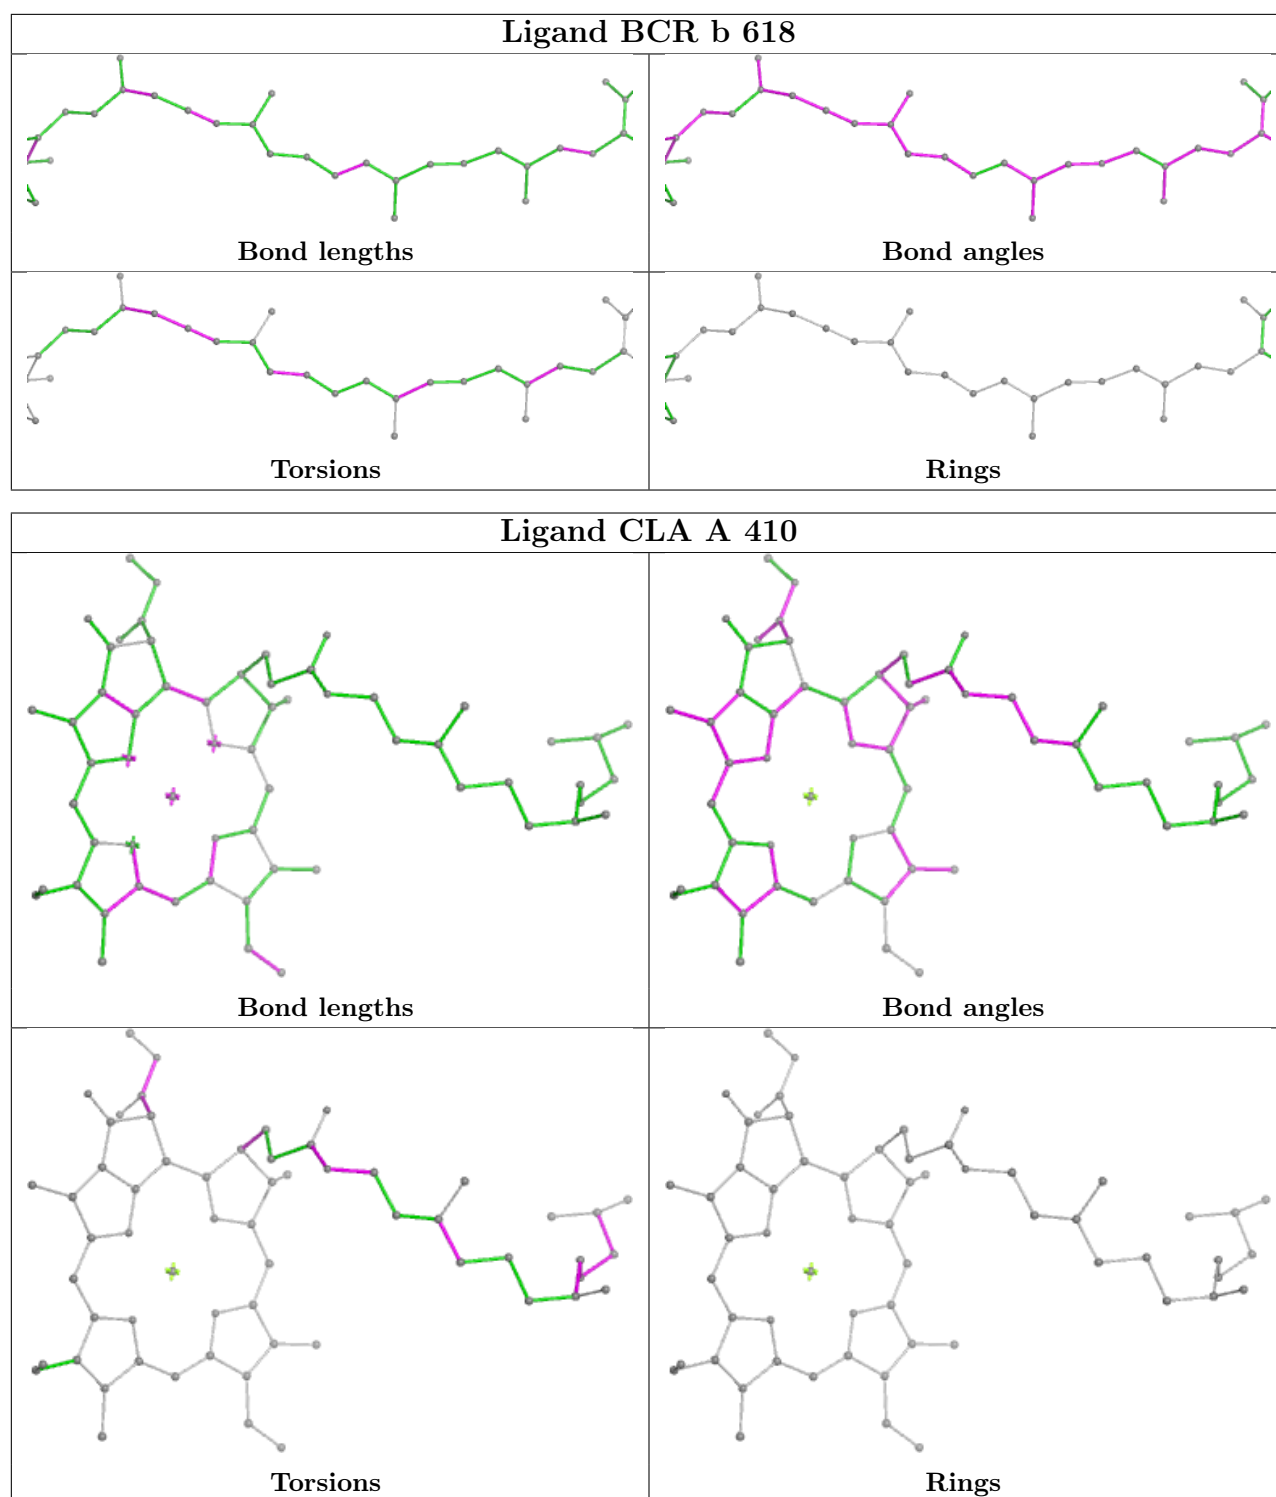 Ligand BCR b 618
Bond lengths
Bond angles
Torsions
Rings
Ligand CLA A 410
Bond lengths
Bond angles
Torsions
Rings